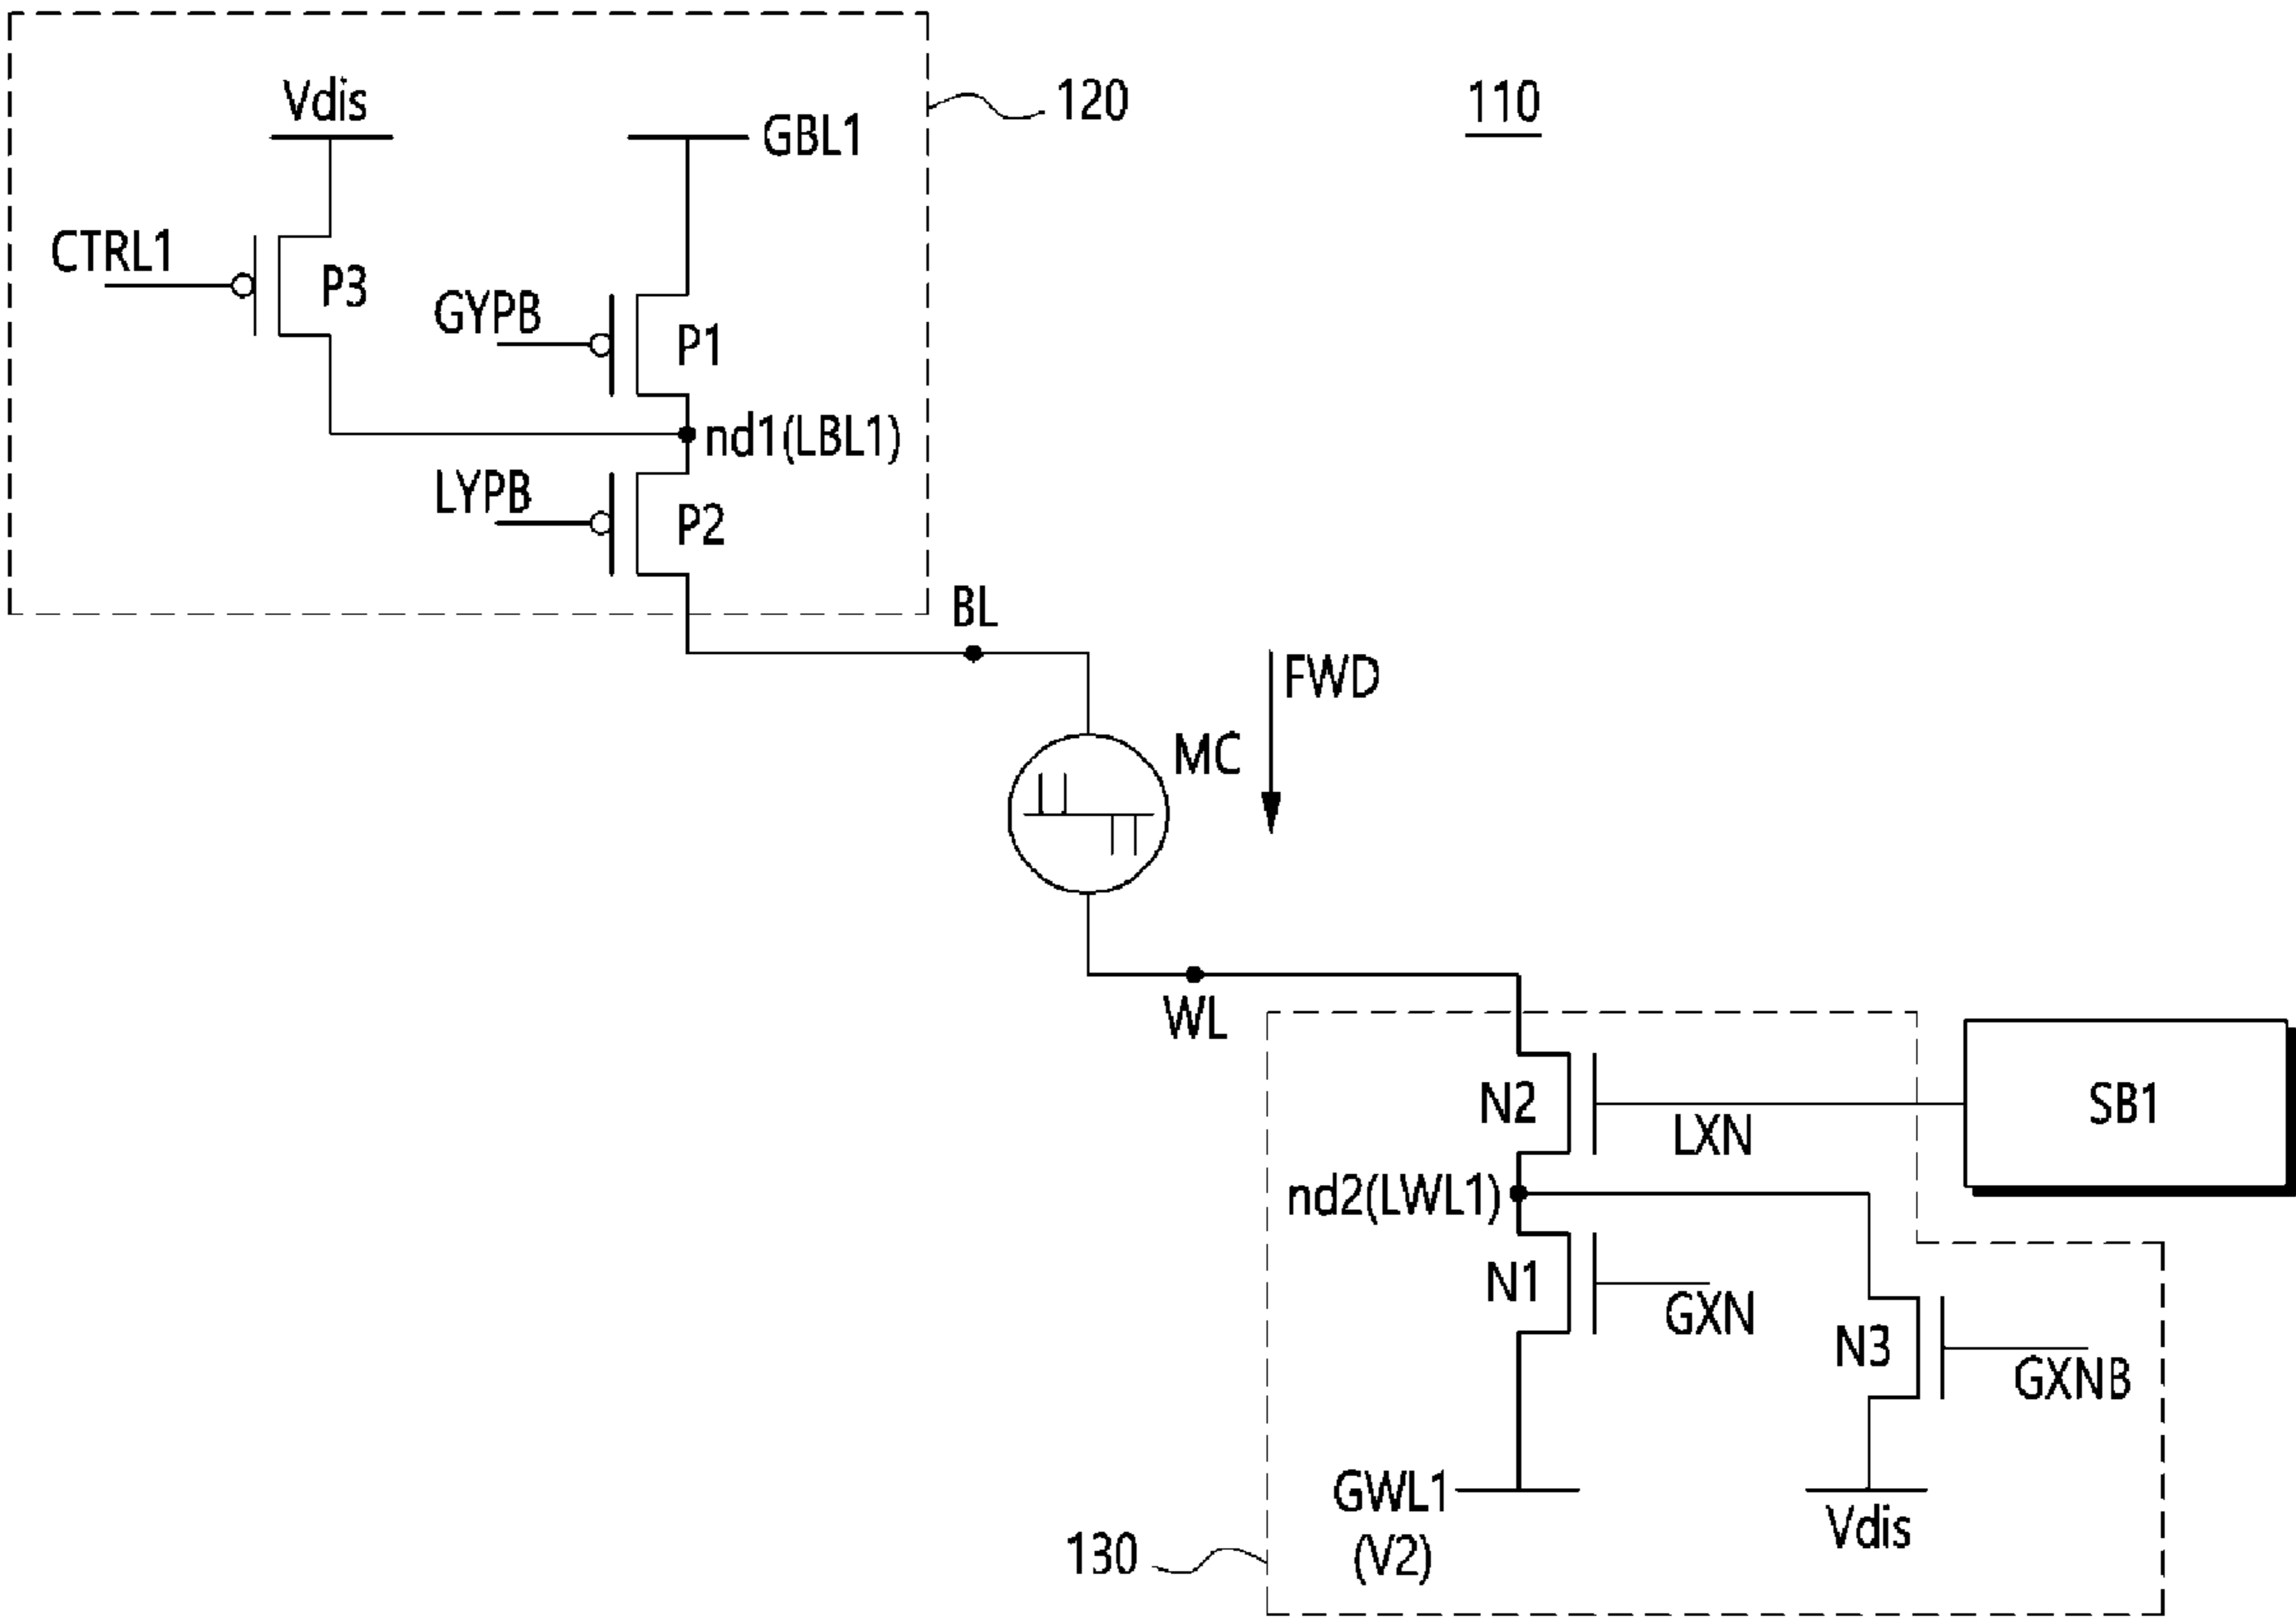 Vdis
GBL1
120
110
CTRL1
P3
GYPB
P1
nd1(LBL1)
LYPB
P2
BL
FWD
MC
WL
N2
LXN
SB1
nd2(LWL1)
N1
GXN
N3
GXNB
GWL1
(V2)
Vdis
130